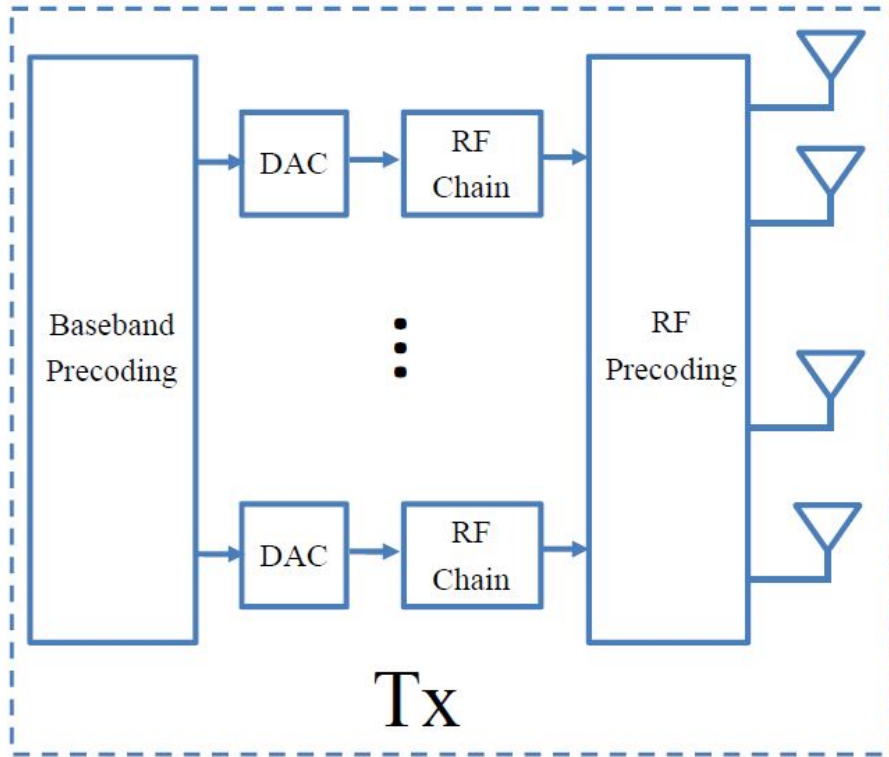 DAC
RF
Chain
Baseband
Precoding
RF
Precoding
DAC
RF
Chain
Tx